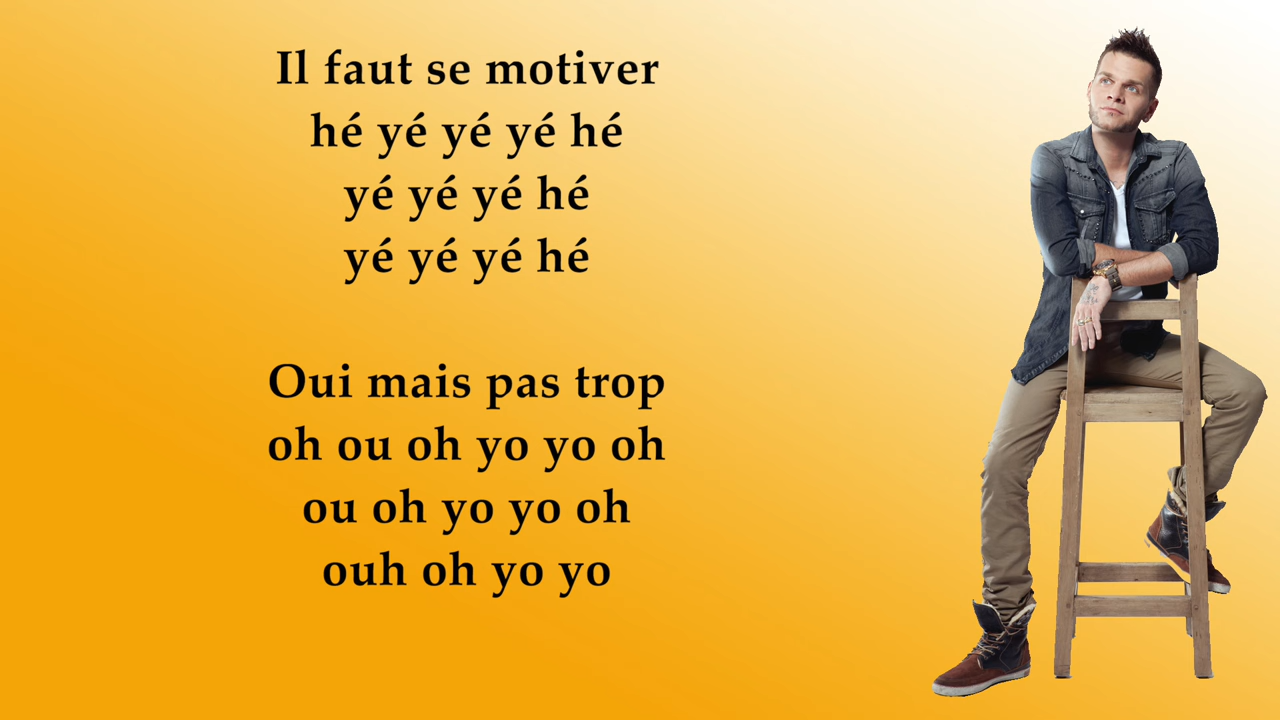 Il faut se motiver
hé yé yé yé hé
yé yé yé hé
yé yé yé hé
Oui mais pas trop
oh ou oh yo yo oh
ou oh yo yo oh
ouh oh yo yo